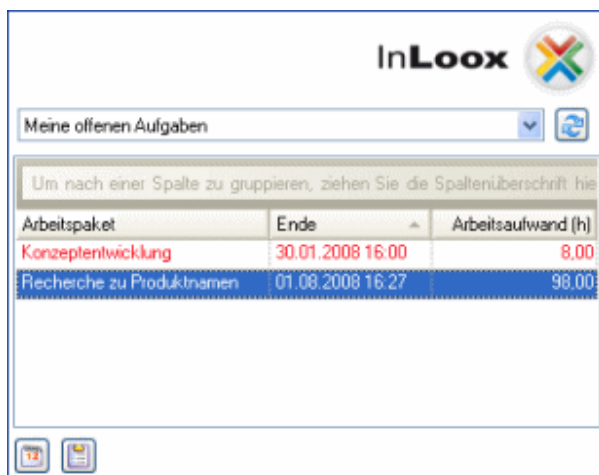 InLoox
Meine offenen Aufgaben
Um nach einer Spalte zu gruppieren, ziehen Sie die Spaltenüberschrift hie
Arbeitspaket Ende Arbeitsaufwand (h)
Konzeptentwicklung 30.01.2008 16:00 8,00
Recherche zu Produktnamen 01.08.2008 16:27 98,00
12